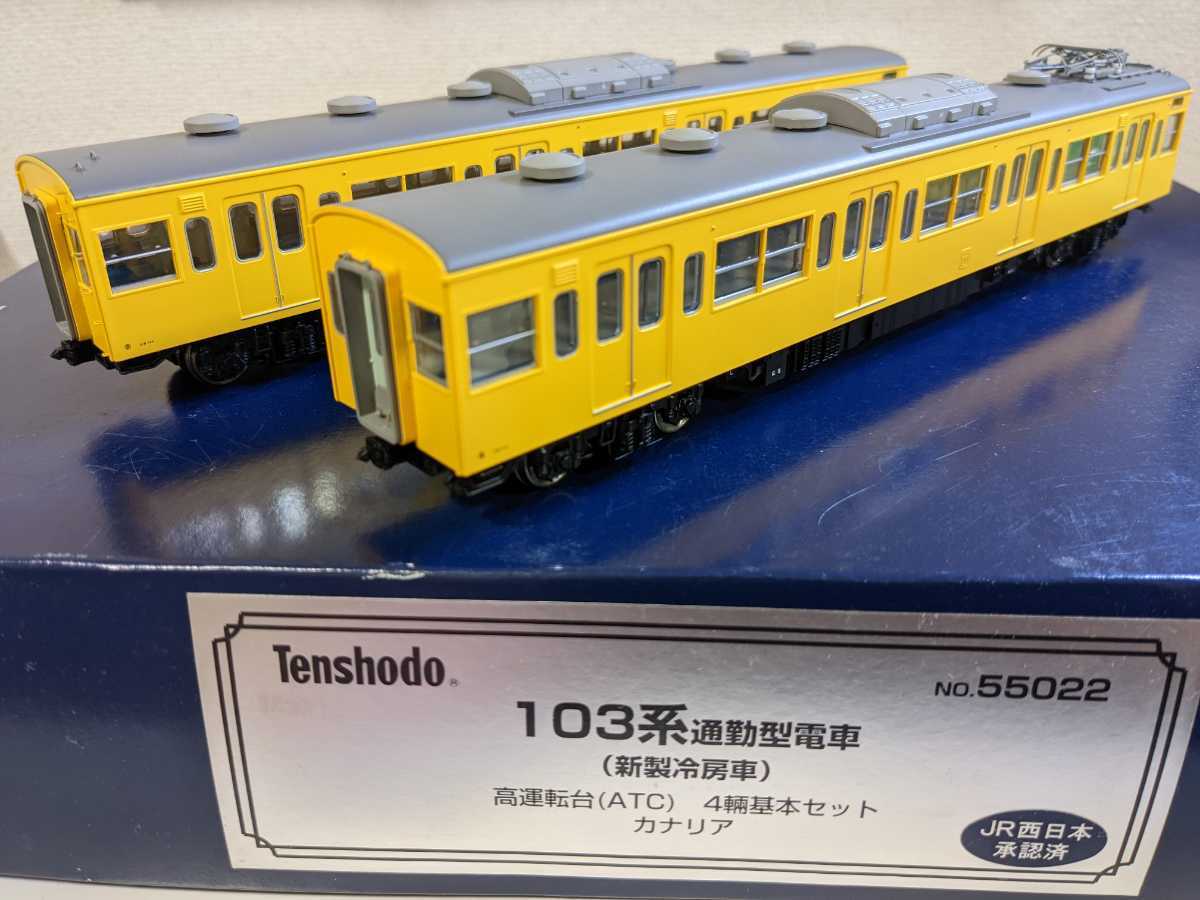 Tenshodo®
NO.55022
103系通勤型電車
(新製冷房車)
高運転台(ATC) 4輛基本セット
カナリア
JR西日本
承認済